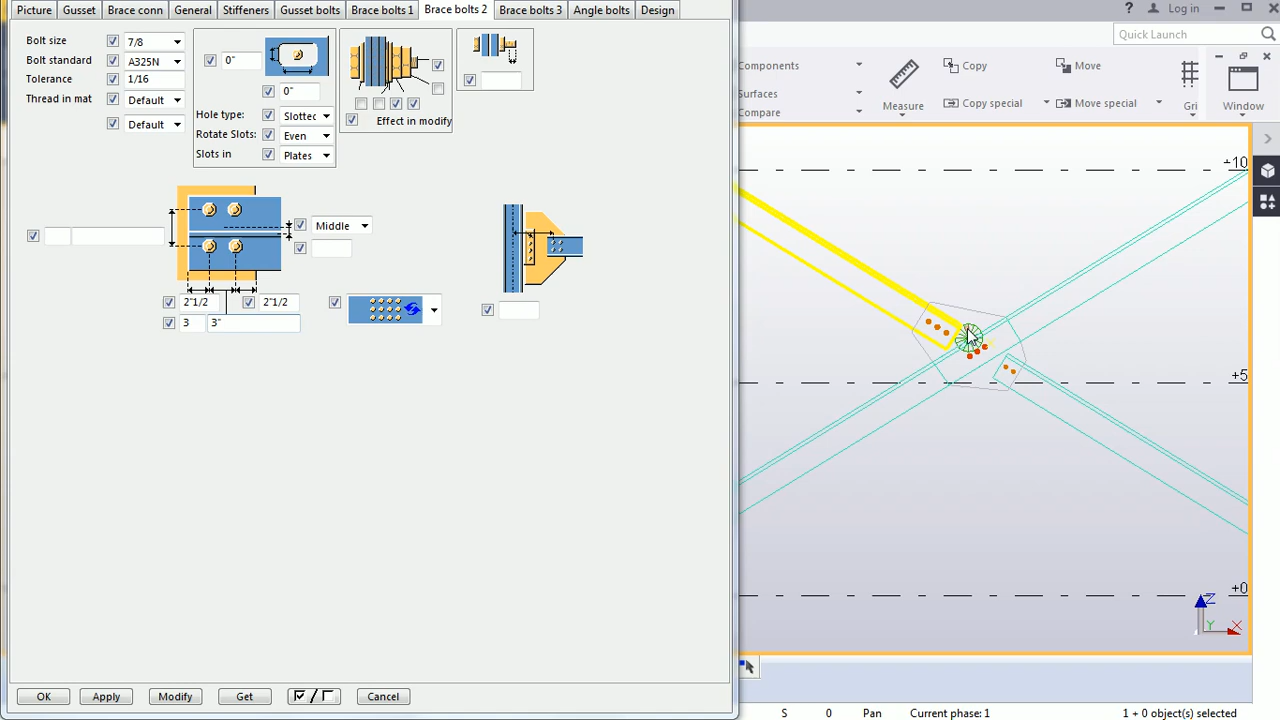 Picture Gusset Brace conn General Stiffeners Gusset bolts Brace bolts 1 Brace bolts 2 Brace bolts 3 Angle bolts Design
Bolt size 7/8
Bolt standard A325N
Tolerance 1/16
Thread in mat Default
Default
0"
0"
Hole type: Slotted
Rotate Slots: Even
Slots in Plates
Effect in modify
Middle
2"1/2 2"1/2
3 3"
OK Apply Modify Get / Cancel
? Log in
Quick Launch
Components
Surfaces
Compare
Measure
Copy
Copy special
Move
Move special
Gri
Window
+10
+5
+0
Z
Y X
S 0 Pan Current phase: 1 1 + 0 object(s) selected